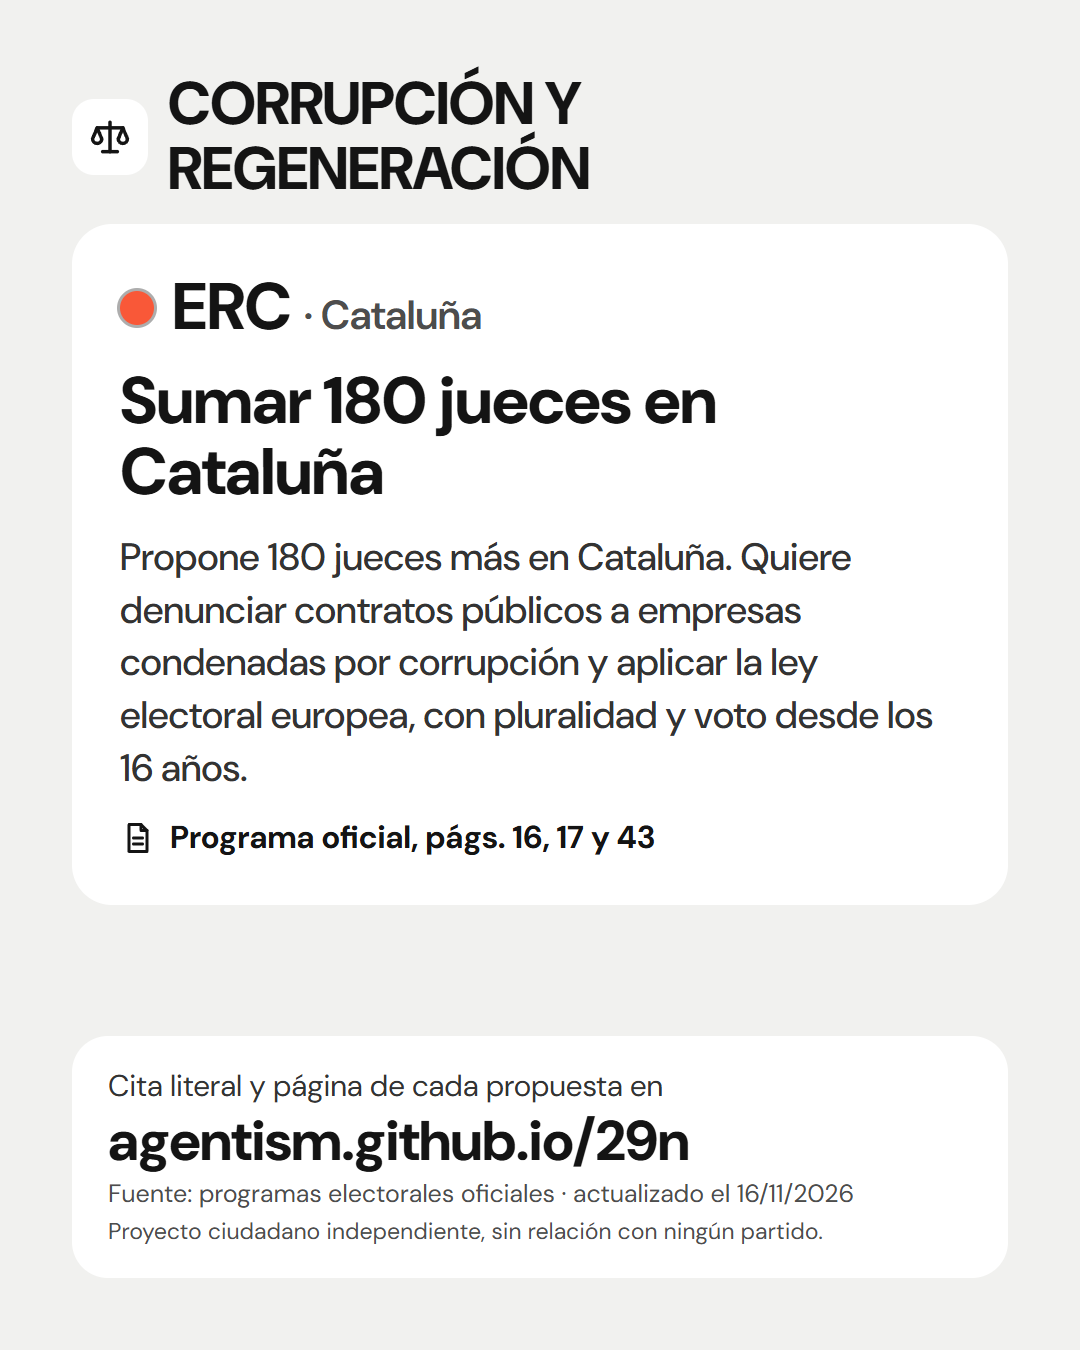 CORRUPCIÓN Y
REGENERACIÓN
ERC · Cataluña
Sumar 180 jueces en
Cataluña
Propone 180 jueces más en Cataluña. Quiere
denunciar contratos públicos a empresas
condenadas por corrupción y aplicar la ley
electoral europea, con pluralidad y voto desde los
16 años.
Programa oficial, págs. 16, 17 y 43
Cita literal y página de cada propuesta en
agentism.github.io/29n
Fuente: programas electorales oficiales · actualizado el 16/11/2026
Proyecto ciudadano independiente, sin relación con ningún partido.